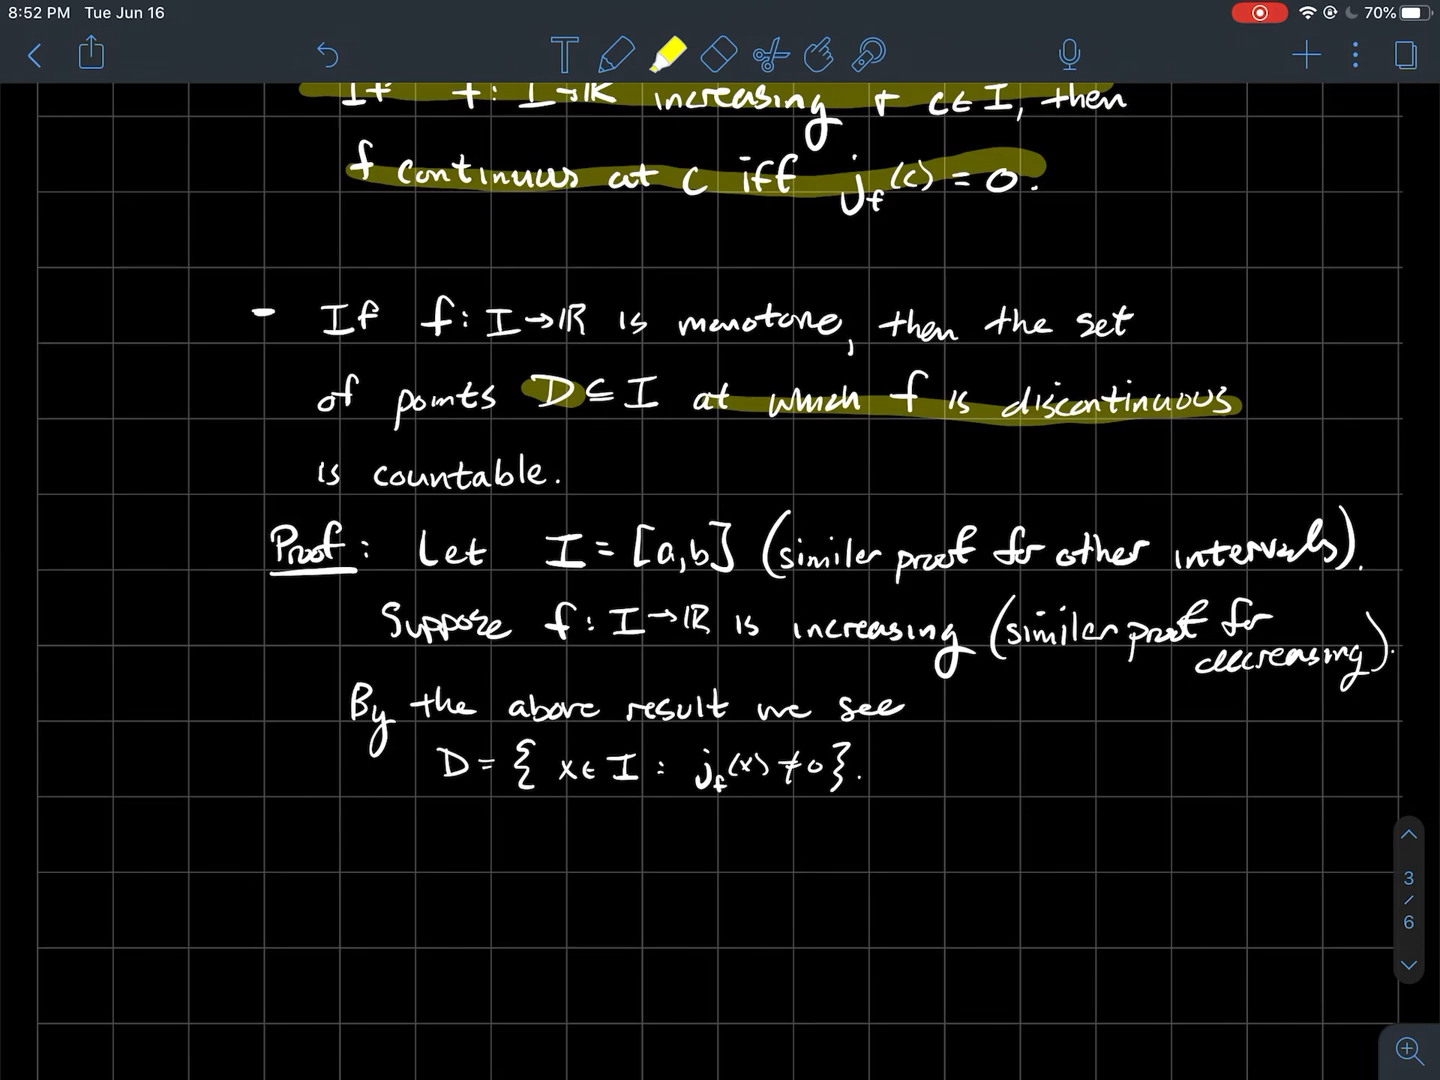 8:52 PM Tue Jun 16
70%
If f: I→ℝ increasing + c∈I, then
f continuous at c iff j_f(c) = 0.
- If f: I→ℝ is monotone, then the set
of points D⊆I at which f is discontinuous
is countable.
Proof: Let I = [a,b] (similar proof for other intervals).
Suppose f: I→ℝ is increasing (similar proof for
decreasing).
By the above result we see
D = { x∈I : j_f(x) ≠ 0 }.
3
/
6